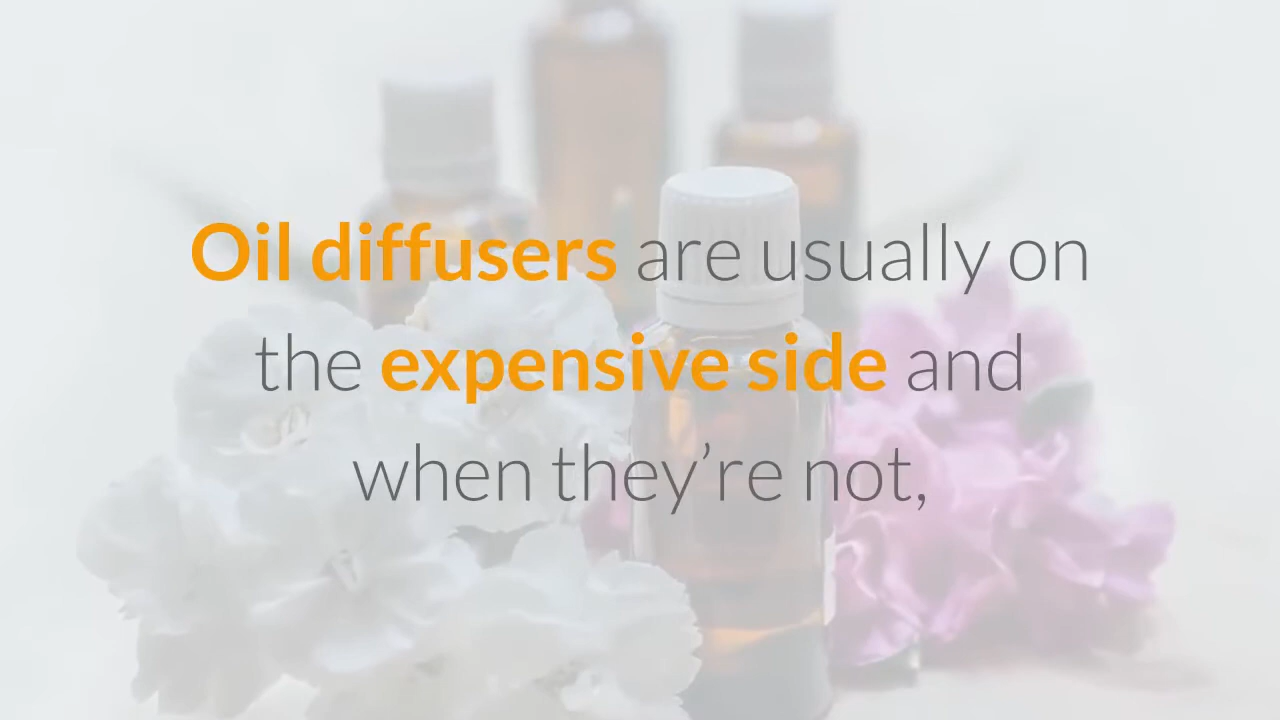 Oil diffusers are usually on
the expensive side and
when they’re not,